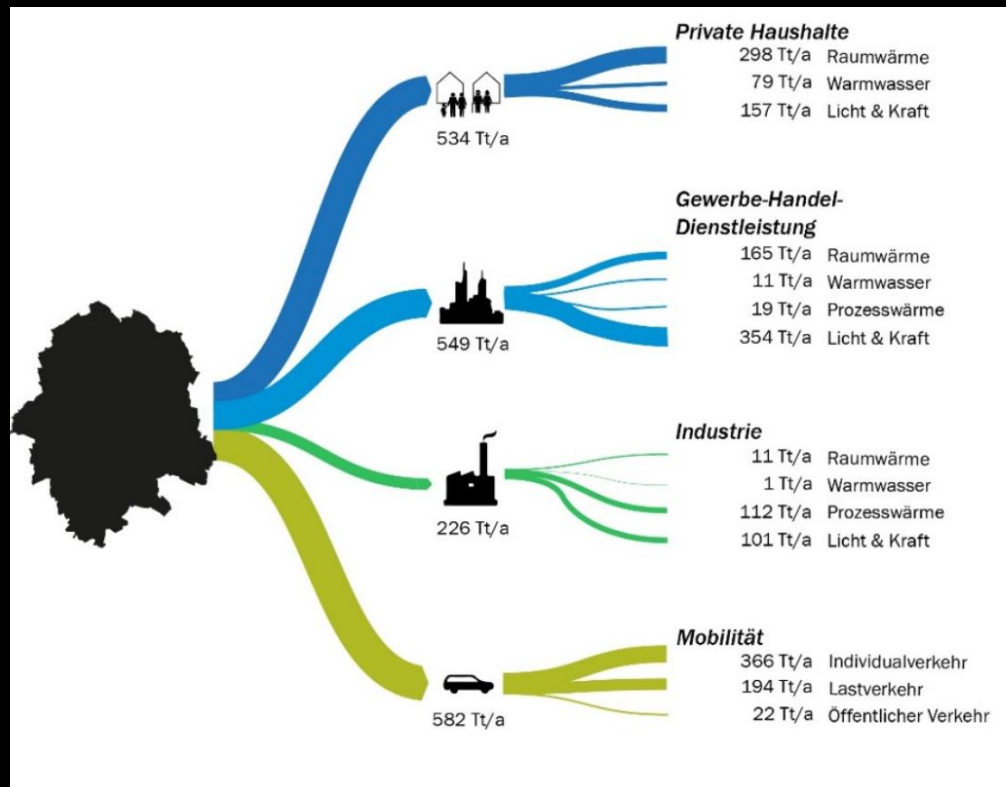 Private Haushalte
298 Tt/a Raumwärme
79 Tt/a Warmwasser
157 Tt/a Licht & Kraft
534 Tt/a
Gewerbe-Handel-
Dienstleistung
165 Tt/a Raumwärme
11 Tt/a Warmwasser
19 Tt/a Prozesswärme
354 Tt/a Licht & Kraft
549 Tt/a
Industrie
11 Tt/a Raumwärme
1 Tt/a Warmwasser
112 Tt/a Prozesswärme
101 Tt/a Licht & Kraft
226 Tt/a
Mobilität
366 Tt/a Individualverkehr
194 Tt/a Lastverkehr
22 Tt/a Öffentlicher Verkehr
582 Tt/a